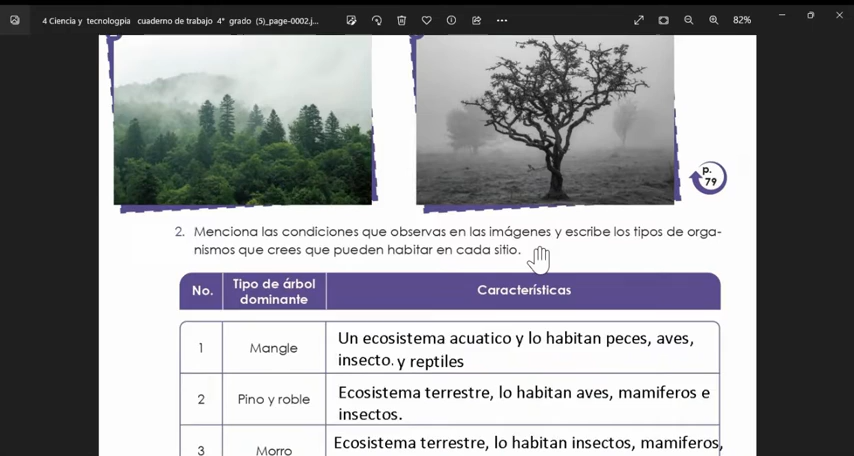 4 Ciencia y tecnologpia cuaderno de trabajo 4° grado (5)_page-0002.j...
82%
p.
79
2. Menciona las condiciones que observas en las imágenes y escribe los tipos de orga-
nismos que crees que pueden habitar en cada sitio.
No.
Tipo de árbol
dominante
Características
1
Mangle
Un ecosistema acuatico y lo habitan peces, aves,
insecto. y reptiles
2
Pino y roble
Ecosistema terrestre, lo habitan aves, mamiferos e
insectos.
3
Morro
Ecosistema terrestre, lo habitan insectos, mamiferos,